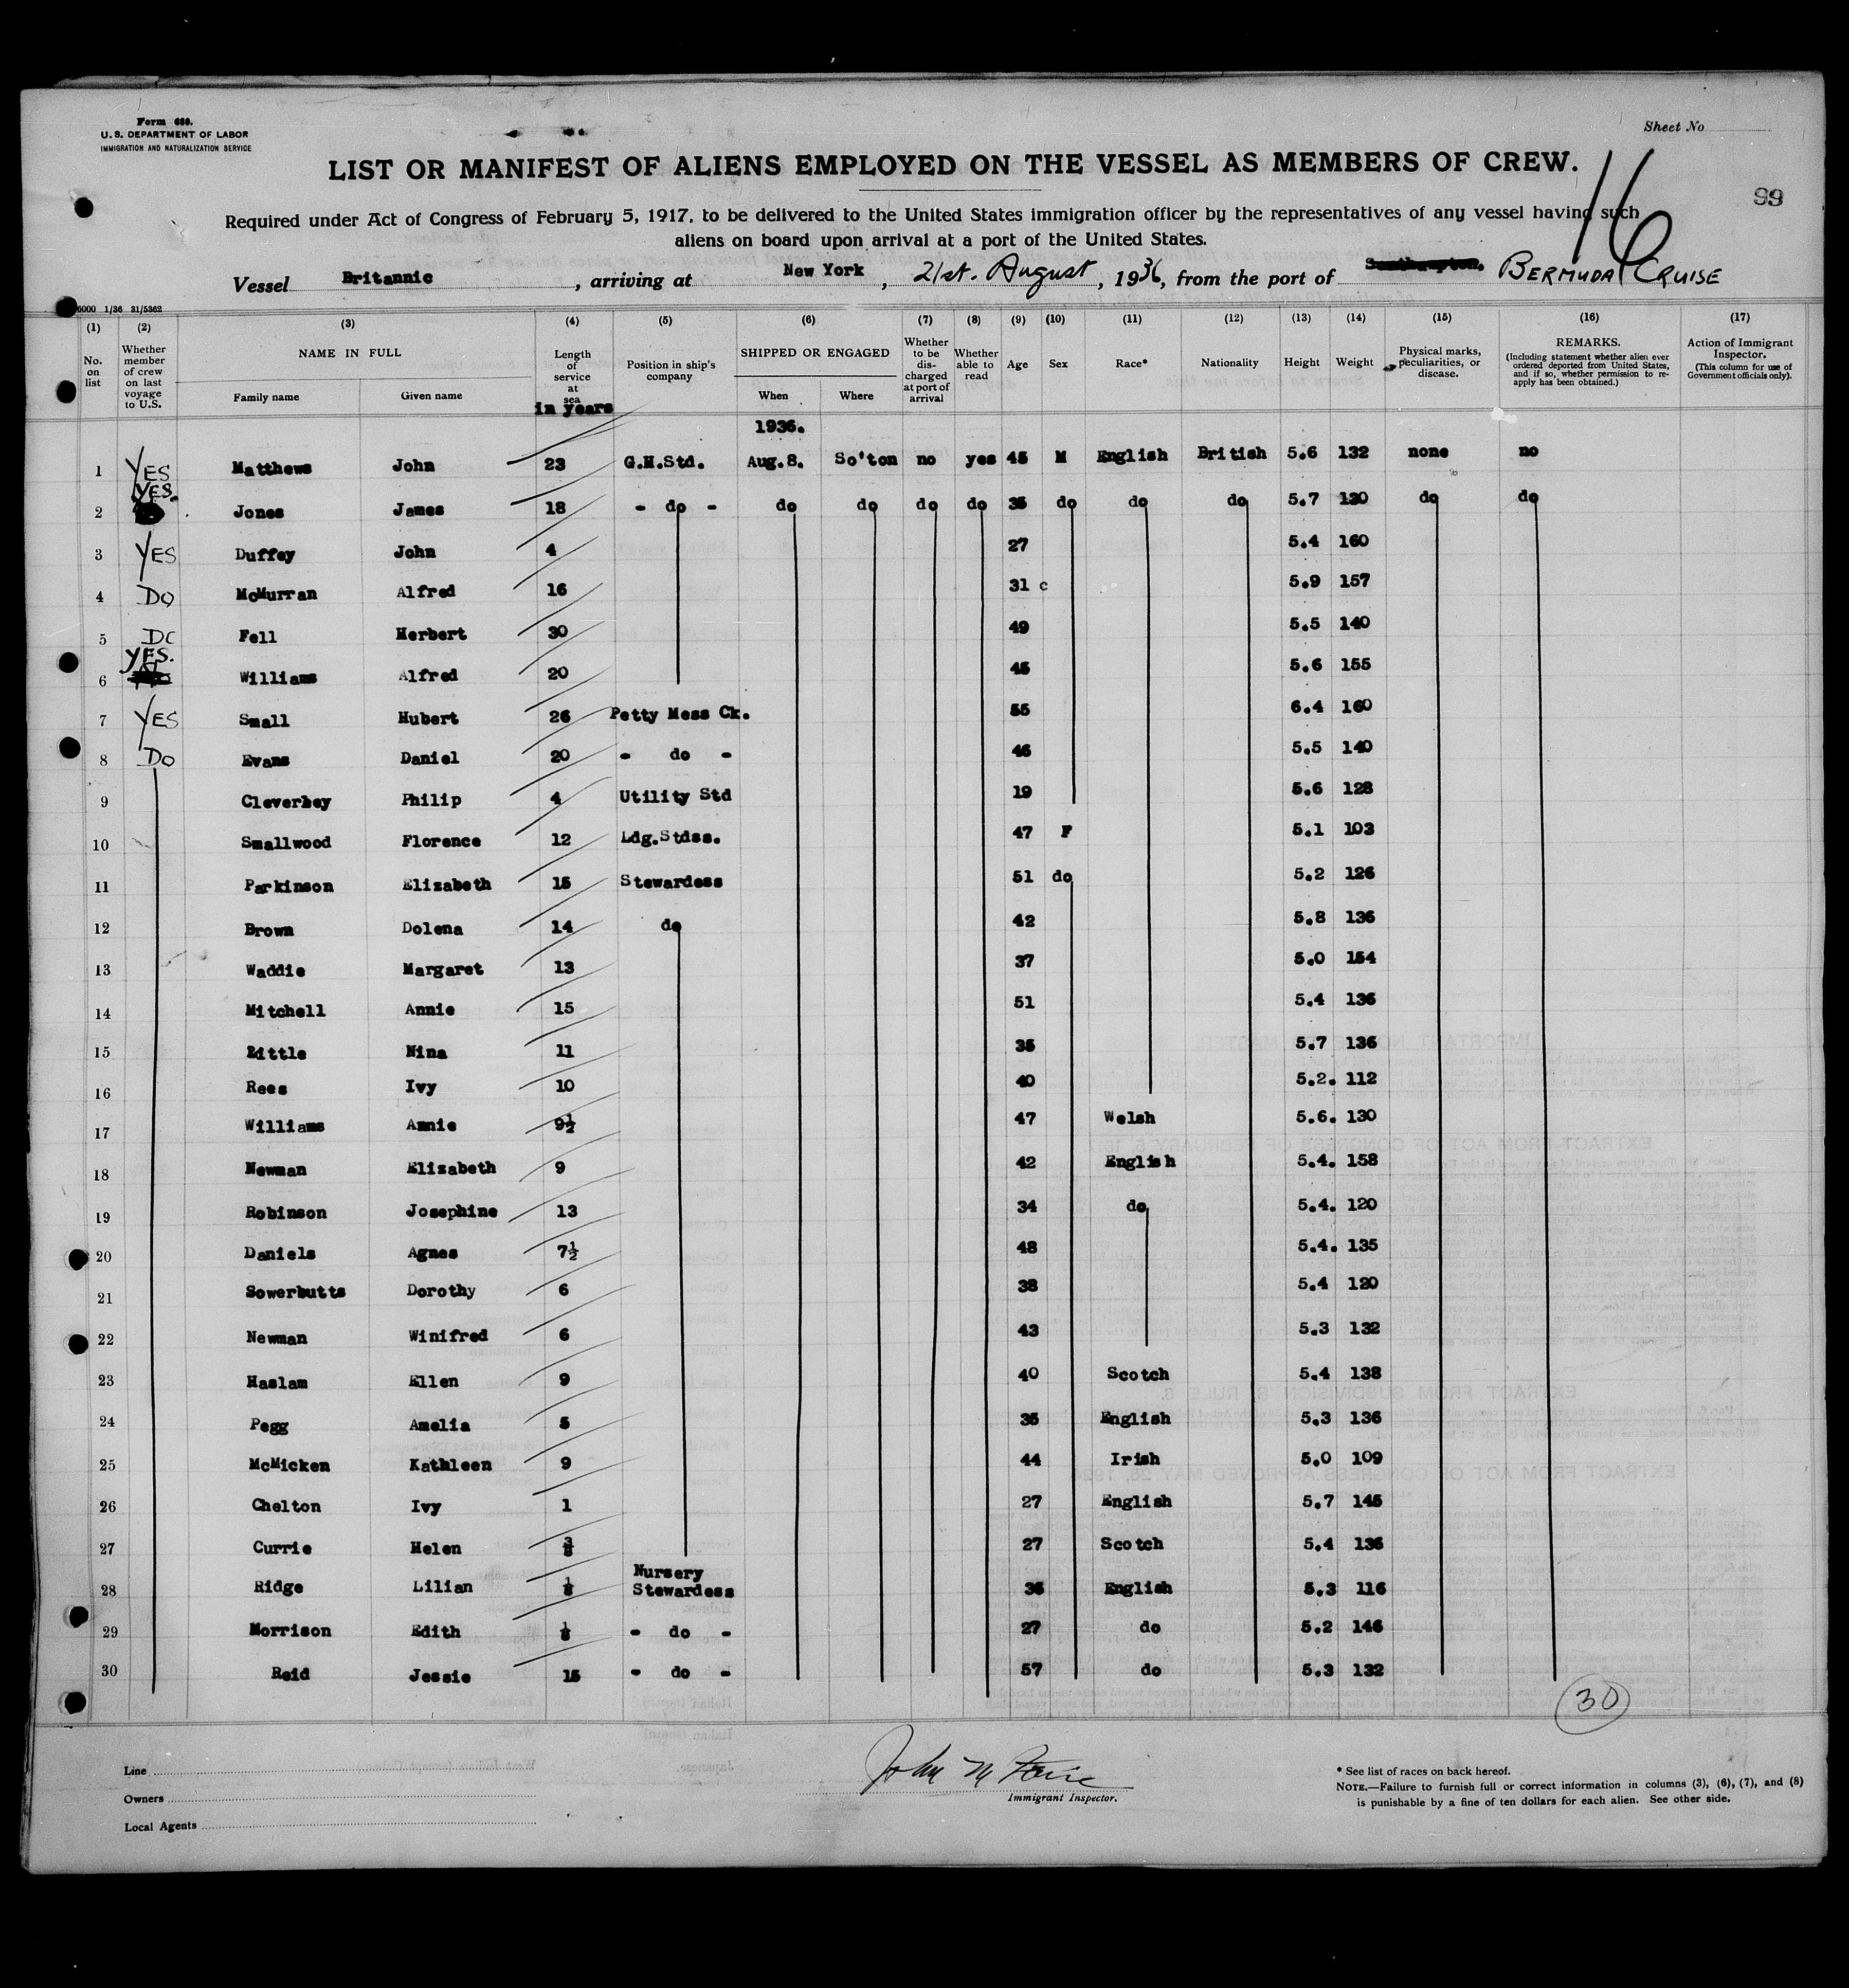 Form 689.
U. S. DEPARTMENT OF LABOR
IMMIGRATION AND NATURALIZATION SERVICE
Sheet No
LIST OR MANIFEST OF ALIENS EMPLOYED ON THE VESSEL AS MEMBERS OF CREW.
16
99
Required under Act of Congress of February 5, 1917, to be delivered to the United States immigration officer by the representatives of any vessel having such
aliens on board upon arrival at a port of the United States.
Vessel Britannic, arriving at New York, 21st. August, 1936, from the port of Southampton. BERMUDA CRUISE
6000 1/36 31/5362
(1) (2) (3) (4) (5) (6) (7) (8) (9) (10) (11) (12) (13) (14) (15) (16) (17)
No. on list
Whether member of crew on last voyage to U.S.
NAME IN FULL
Family name
Given name
Length of service at sea
in years
Position in ship's company
SHIPPED OR ENGAGED
When
Where
Whether to be discharged at port of arrival
Whether able to read
Age
Sex
Race*
Nationality
Height
Weight
Physical marks, peculiarities, or disease.
REMARKS.
(Including statement whether alien ever ordered deported from United States, and if so, whether permission to re-apply has been obtained.)
Action of Immigrant Inspector.
(This column for use of Government officials only).
1936.
1 YES Matthews John 23 G.H.Std. Aug.8. So'ton no yes 45 M English British 5.6 132 none no
2 YES. Jones James 18 - do - do do do do 35 do do do 5.7 130 do do
3 YES Duffey John 4 27 5.4 160
4 DO McMurran Alfred 16 31 c 5.9 157
5 DO Fell Herbert 30 49 5.5 140
6 YES. Williams Alfred 20 45 5.6 155
7 YES Small Hubert 26 Petty Mess Ck. 55 6.4 160
8 DO Evans Daniel 20 - do - 46 5.5 140
9 Cleverley Philip 4 Utility Std 19 5.6 128
10 Smallwood Florence 12 Ldg.Stdss. 47 F 5.1 103
11 Parkinson Elizabeth 15 Stewardess 51 do 5.2 126
12 Brown Dolena 14 do 42 5.8 136
13 Waddie Margaret 13 37 5.0 154
14 Mitchell Annie 15 51 5.4 136
15 Little Nina 11 35 5.7 136
16 Rees Ivy 10 40 5.2. 112
17 Williams Annie 9½ 47 Welsh 5.6. 130
18 Newman Elizabeth 9 42 English 5.4. 158
19 Robinson Josephine 13 34 do 5.4. 120
20 Daniels Agnes 7½ 48 5.4. 135
21 Sowerbutts Dorothy 6 38 5.4 120
22 Newman Winifred 6 43 5.3 132
23 Haslam Ellen 9 40 Scotch 5.4 138
24 Pegg Amelia 5 35 English 5.3 136
25 McMicken Kathleen 9 44 Irish 5.0 109
26 Chelton Ivy 1 27 English 5.7 145
27 Currie Helen ⅜ 27 Scotch 5.4 136
28 Ridge Lilian ⅛ Nursery Stewardess 36 English 5.3 116
29 Morrison Edith ⅛ - do - 27 do 5.2 146
30 Reid Jessie 15 - do - 57 do 5.3 132
30
Line
Owners
Local Agents
John M
Immigrant Inspector.
* See list of races on back hereof.
NOTE.—Failure to furnish full or correct information in columns (3), (6), (7), and (8)
is punishable by a fine of ten dollars for each alien. See other side.